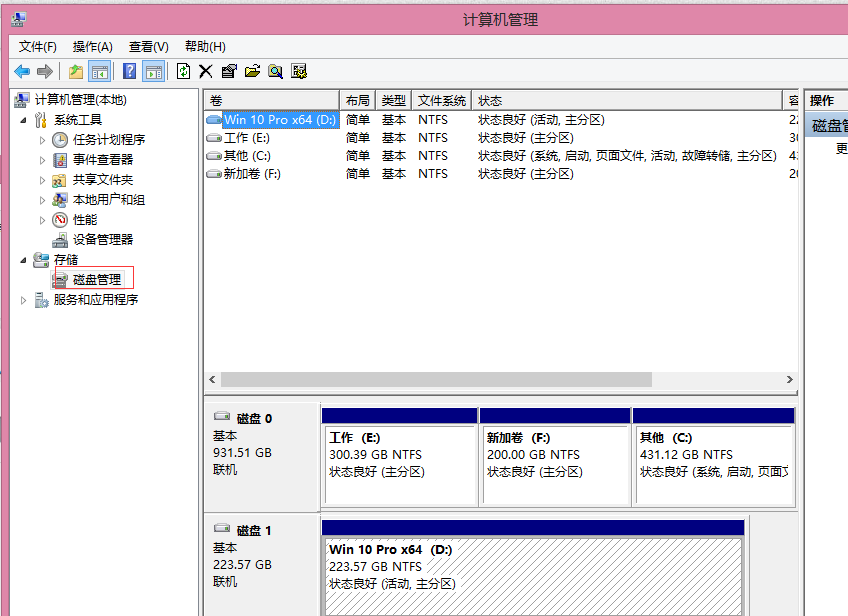 计算机管理
文件(F) 操作(A) 查看(V) 帮助(H)
计算机管理(本地)
系统工具
任务计划程序
事件查看器
共享文件夹
本地用户和组
性能
设备管理器
存储
磁盘管理
服务和应用程序
卷 布局 类型 文件系统 状态
Win 10 Pro x64 (D:) 简单 基本 NTFS 状态良好 (活动, 主分区)
工作 (E:) 简单 基本 NTFS 状态良好 (主分区)
其他 (C:) 简单 基本 NTFS 状态良好 (系统, 启动, 页面文件, 活动, 故障转储, 主分区)
新加卷 (F:) 简单 基本 NTFS 状态良好 (主分区)
操作
磁盘管
更
磁盘 0
基本
931.51 GB
联机
工作 (E:)
300.39 GB NTFS
状态良好 (主分区)
新加卷 (F:)
200.00 GB NTFS
状态良好 (主分区)
其他 (C:)
431.12 GB NTFS
状态良好 (系统, 启动, 页面
磁盘 1
基本
223.57 GB
联机
Win 10 Pro x64 (D:)
223.57 GB NTFS
状态良好 (活动, 主分区)